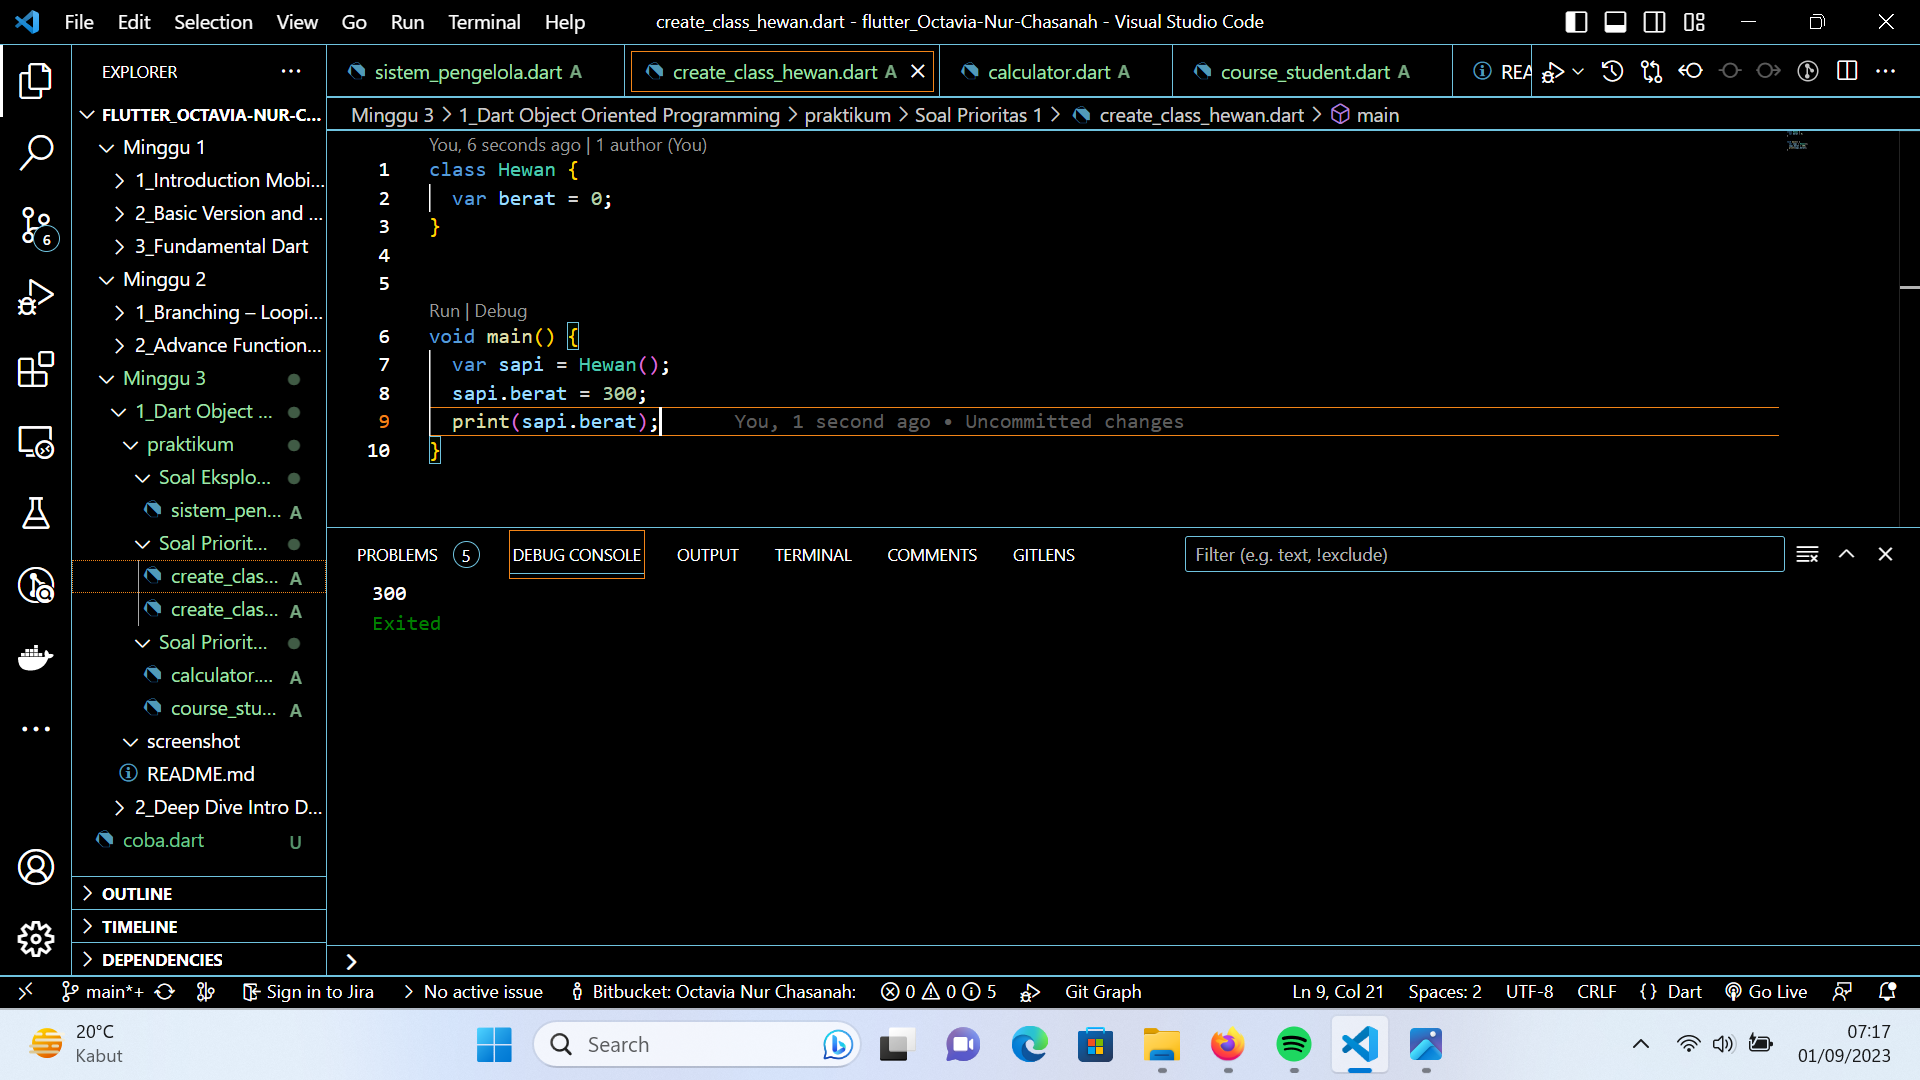 File Edit Selection View Go Run Terminal Help
create_class_hewan.dart - flutter_Octavia-Nur-Chasanah - Visual Studio Code
EXPLORER
FLUTTER_OCTAVIA-NUR-C...
Minggu 1
1_Introduction Mobi...
2_Basic Version and ...
3_Fundamental Dart
Minggu 2
1_Branching – Loopi...
2_Advance Function...
Minggu 3
1_Dart Object ...
praktikum
Soal Eksplo...
sistem_pen... A
Soal Priorit...
create_clas... A
create_clas... A
Soal Priorit...
calculator.... A
course_stu... A
screenshot
README.md
2_Deep Dive Intro D...
coba.dart U
OUTLINE
TIMELINE
DEPENDENCIES
6
sistem_pengelola.dart A
create_class_hewan.dart A
calculator.dart A
course_student.dart A
REA
Minggu 3 > 1_Dart Object Oriented Programming > praktikum > Soal Prioritas 1 > create_class_hewan.dart > main
You, 6 seconds ago | 1 author (You)
1 class Hewan {
2 var berat = 0;
3 }
4
5
Run | Debug
6 void main() {
7 var sapi = Hewan();
8 sapi.berat = 300;
9 print(sapi.berat); You, 1 second ago • Uncommitted changes
10 }
PROBLEMS 5 DEBUG CONSOLE OUTPUT TERMINAL COMMENTS GITLENS
Filter (e.g. text, !exclude)
300
Exited
main*+ Sign in to Jira No active issue Bitbucket: Octavia Nur Chasanah: 0 0 5 Git Graph
Ln 9, Col 21 Spaces: 2 UTF-8 CRLF {} Dart Go Live
20°C
Kabut
Search
07:17
01/09/2023